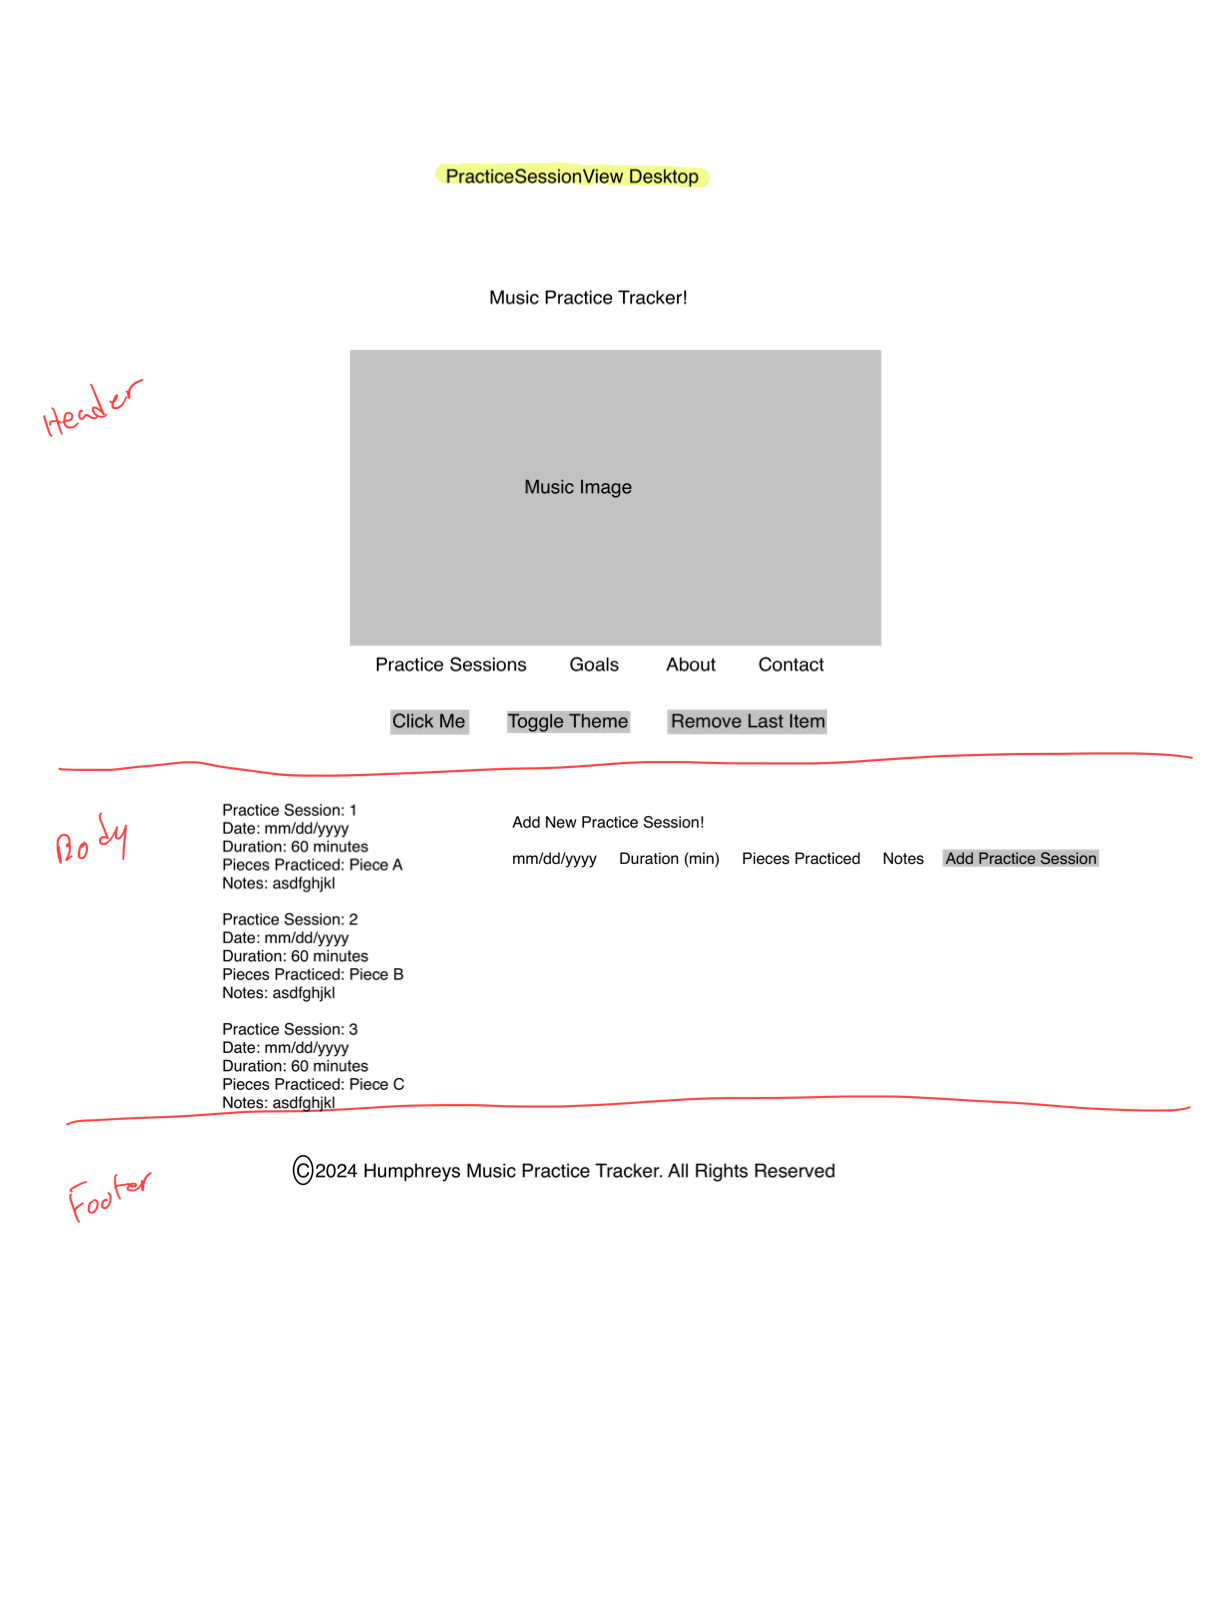 PracticeSessionView Desktop
Music Practice Tracker!
Header
Music Image
Practice Sessions Goals About Contact
Click Me Toggle Theme Remove Last Item
Body
Practice Session: 1
Date: mm/dd/yyyy
Duration: 60 minutes
Pieces Practiced: Piece A
Notes: asdfghjkl
Practice Session: 2
Date: mm/dd/yyyy
Duration: 60 minutes
Pieces Practiced: Piece B
Notes: asdfghjkl
Practice Session: 3
Date: mm/dd/yyyy
Duration: 60 minutes
Pieces Practiced: Piece C
Notes: asdfghjkl
Add New Practice Session!
mm/dd/yyyy Duration (min) Pieces Practiced Notes Add Practice Session
Footer
©2024 Humphreys Music Practice Tracker. All Rights Reserved